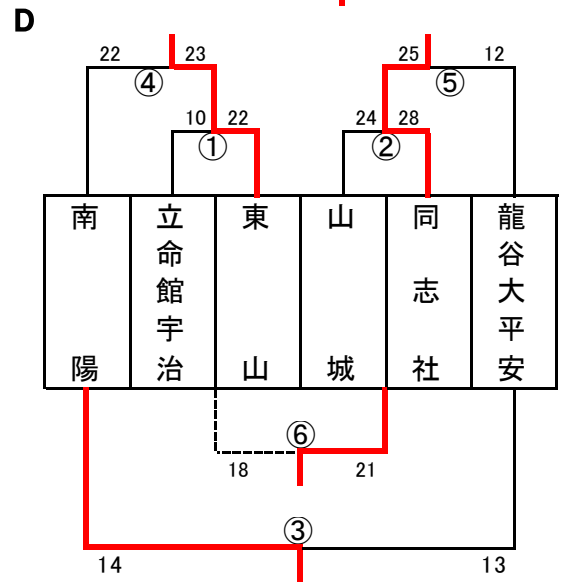 D
22 23 25 12
④ ⑤
10 22 24 28
① ②
南陽
立命館宇治
東山
山城
同志社
龍谷大平安
⑥
18 21
③
14 13